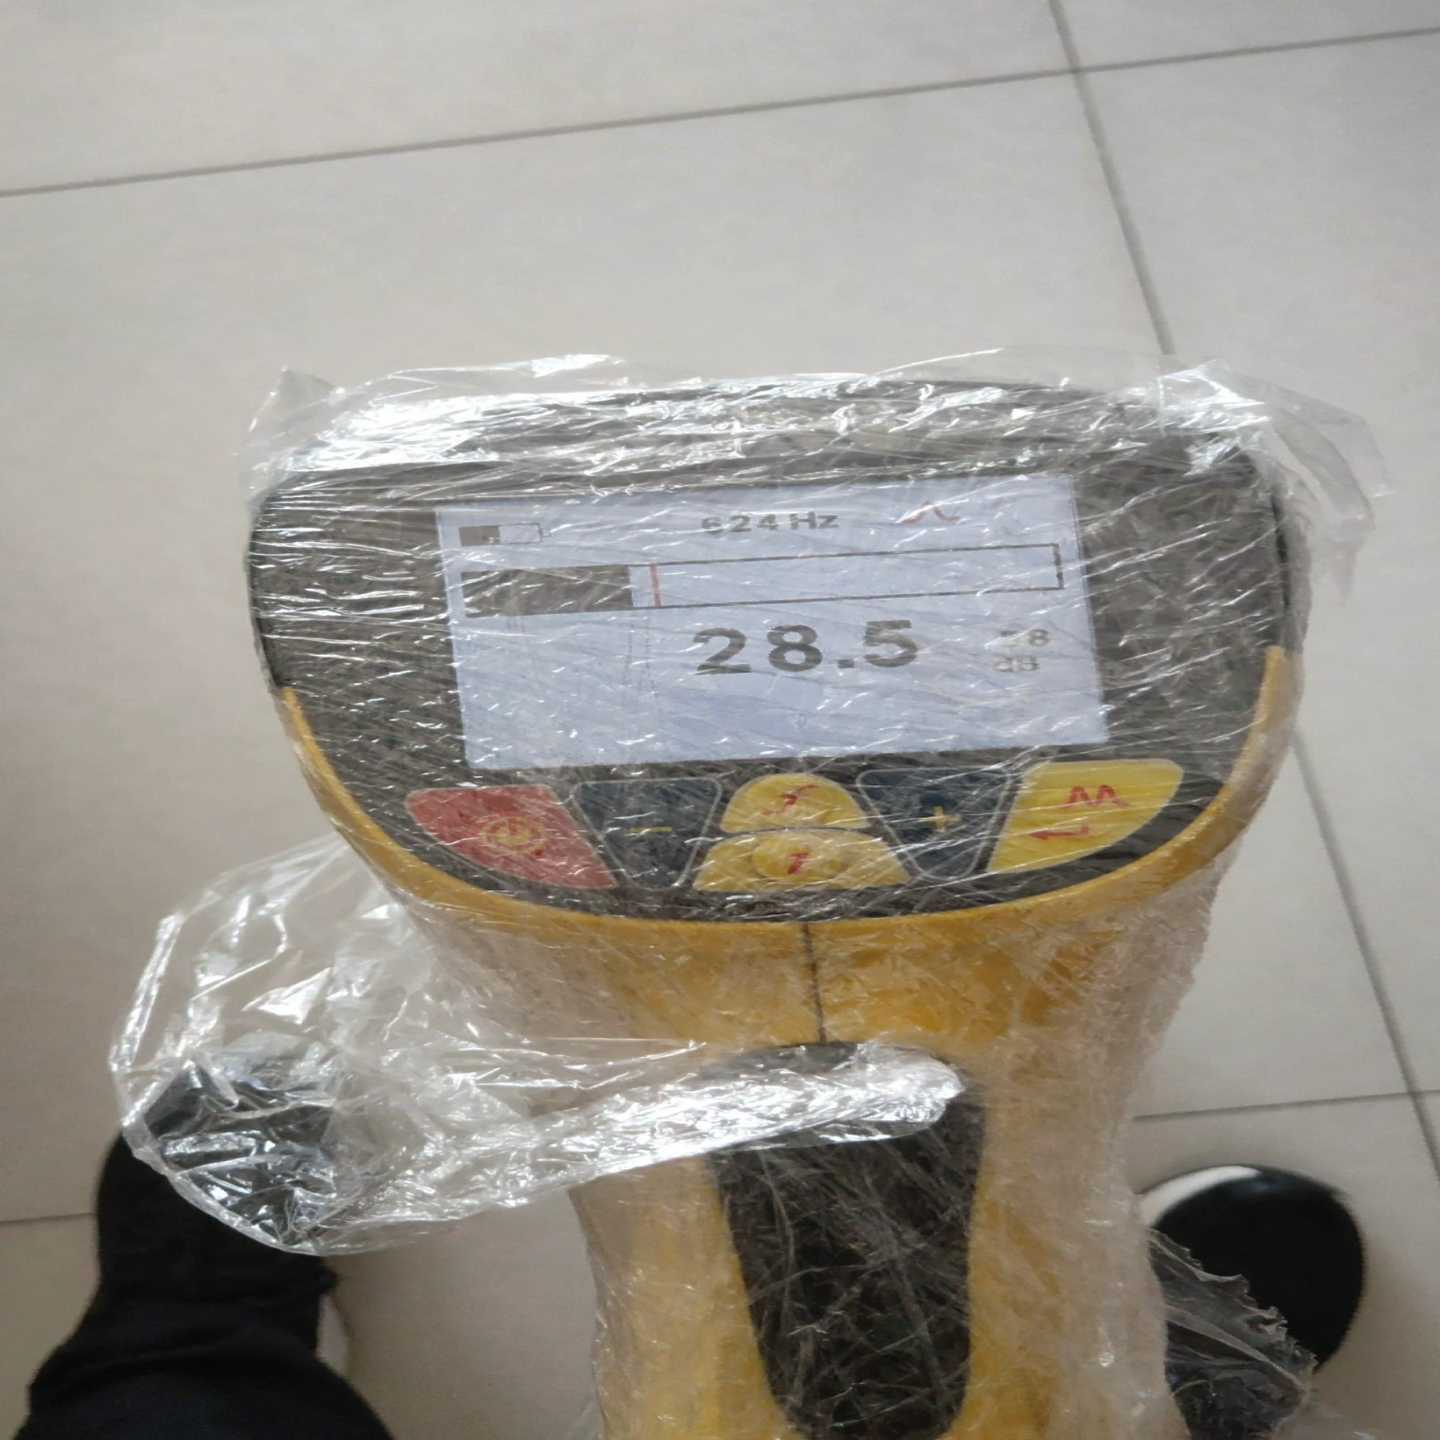 624 Hz
28.5
dB
- f + 
i